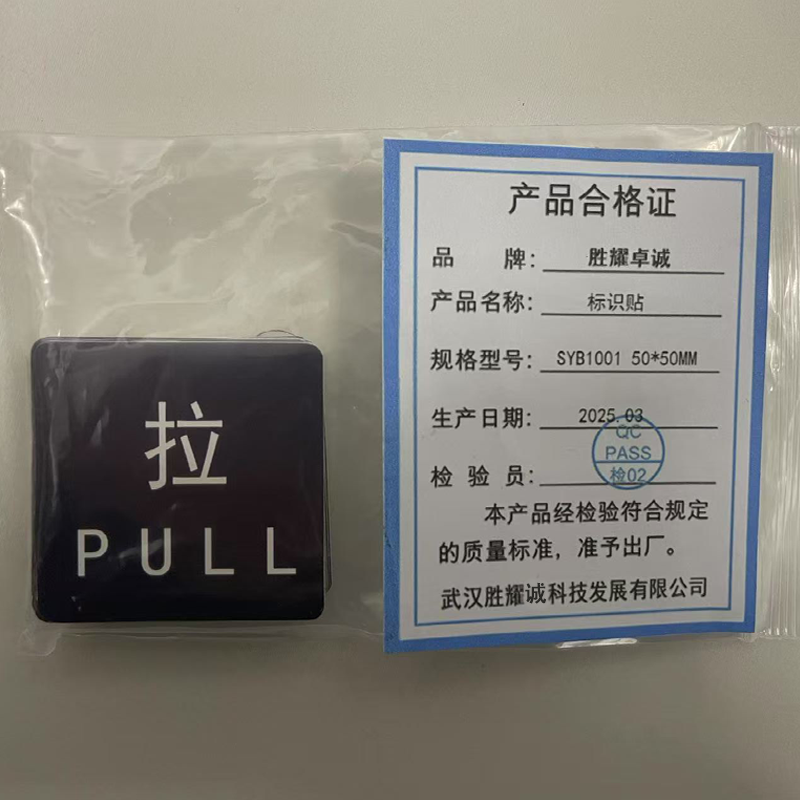 拉
PULL
产品合格证
品 牌: 胜耀卓诚
产品名称: 标识贴
规格型号: SYB1001 50*50MM
生产日期: 2025.03
检 验 员:
QC
PASS
检02
本产品经检验符合规定
的质量标准，准予出厂。
武汉胜耀诚科技发展有限公司